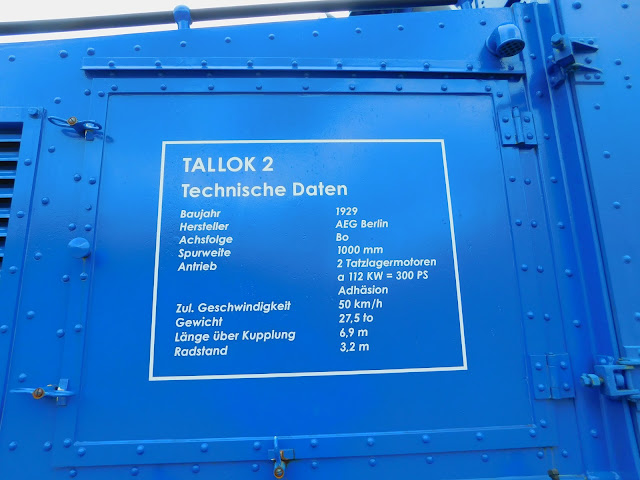 TALLOK 2
Technische Daten
Baujahr 1929
Hersteller AEG Berlin
Achsfolge Bo
Spurweite 1000 mm
Antrieb 2 Tatzlagermotoren
a 112 KW = 300 PS
Adhäsion
Zul. Geschwindigkeit 50 km/h
Gewicht 27,5 to
Länge über Kupplung 6,9 m
Radstand 3,2 m